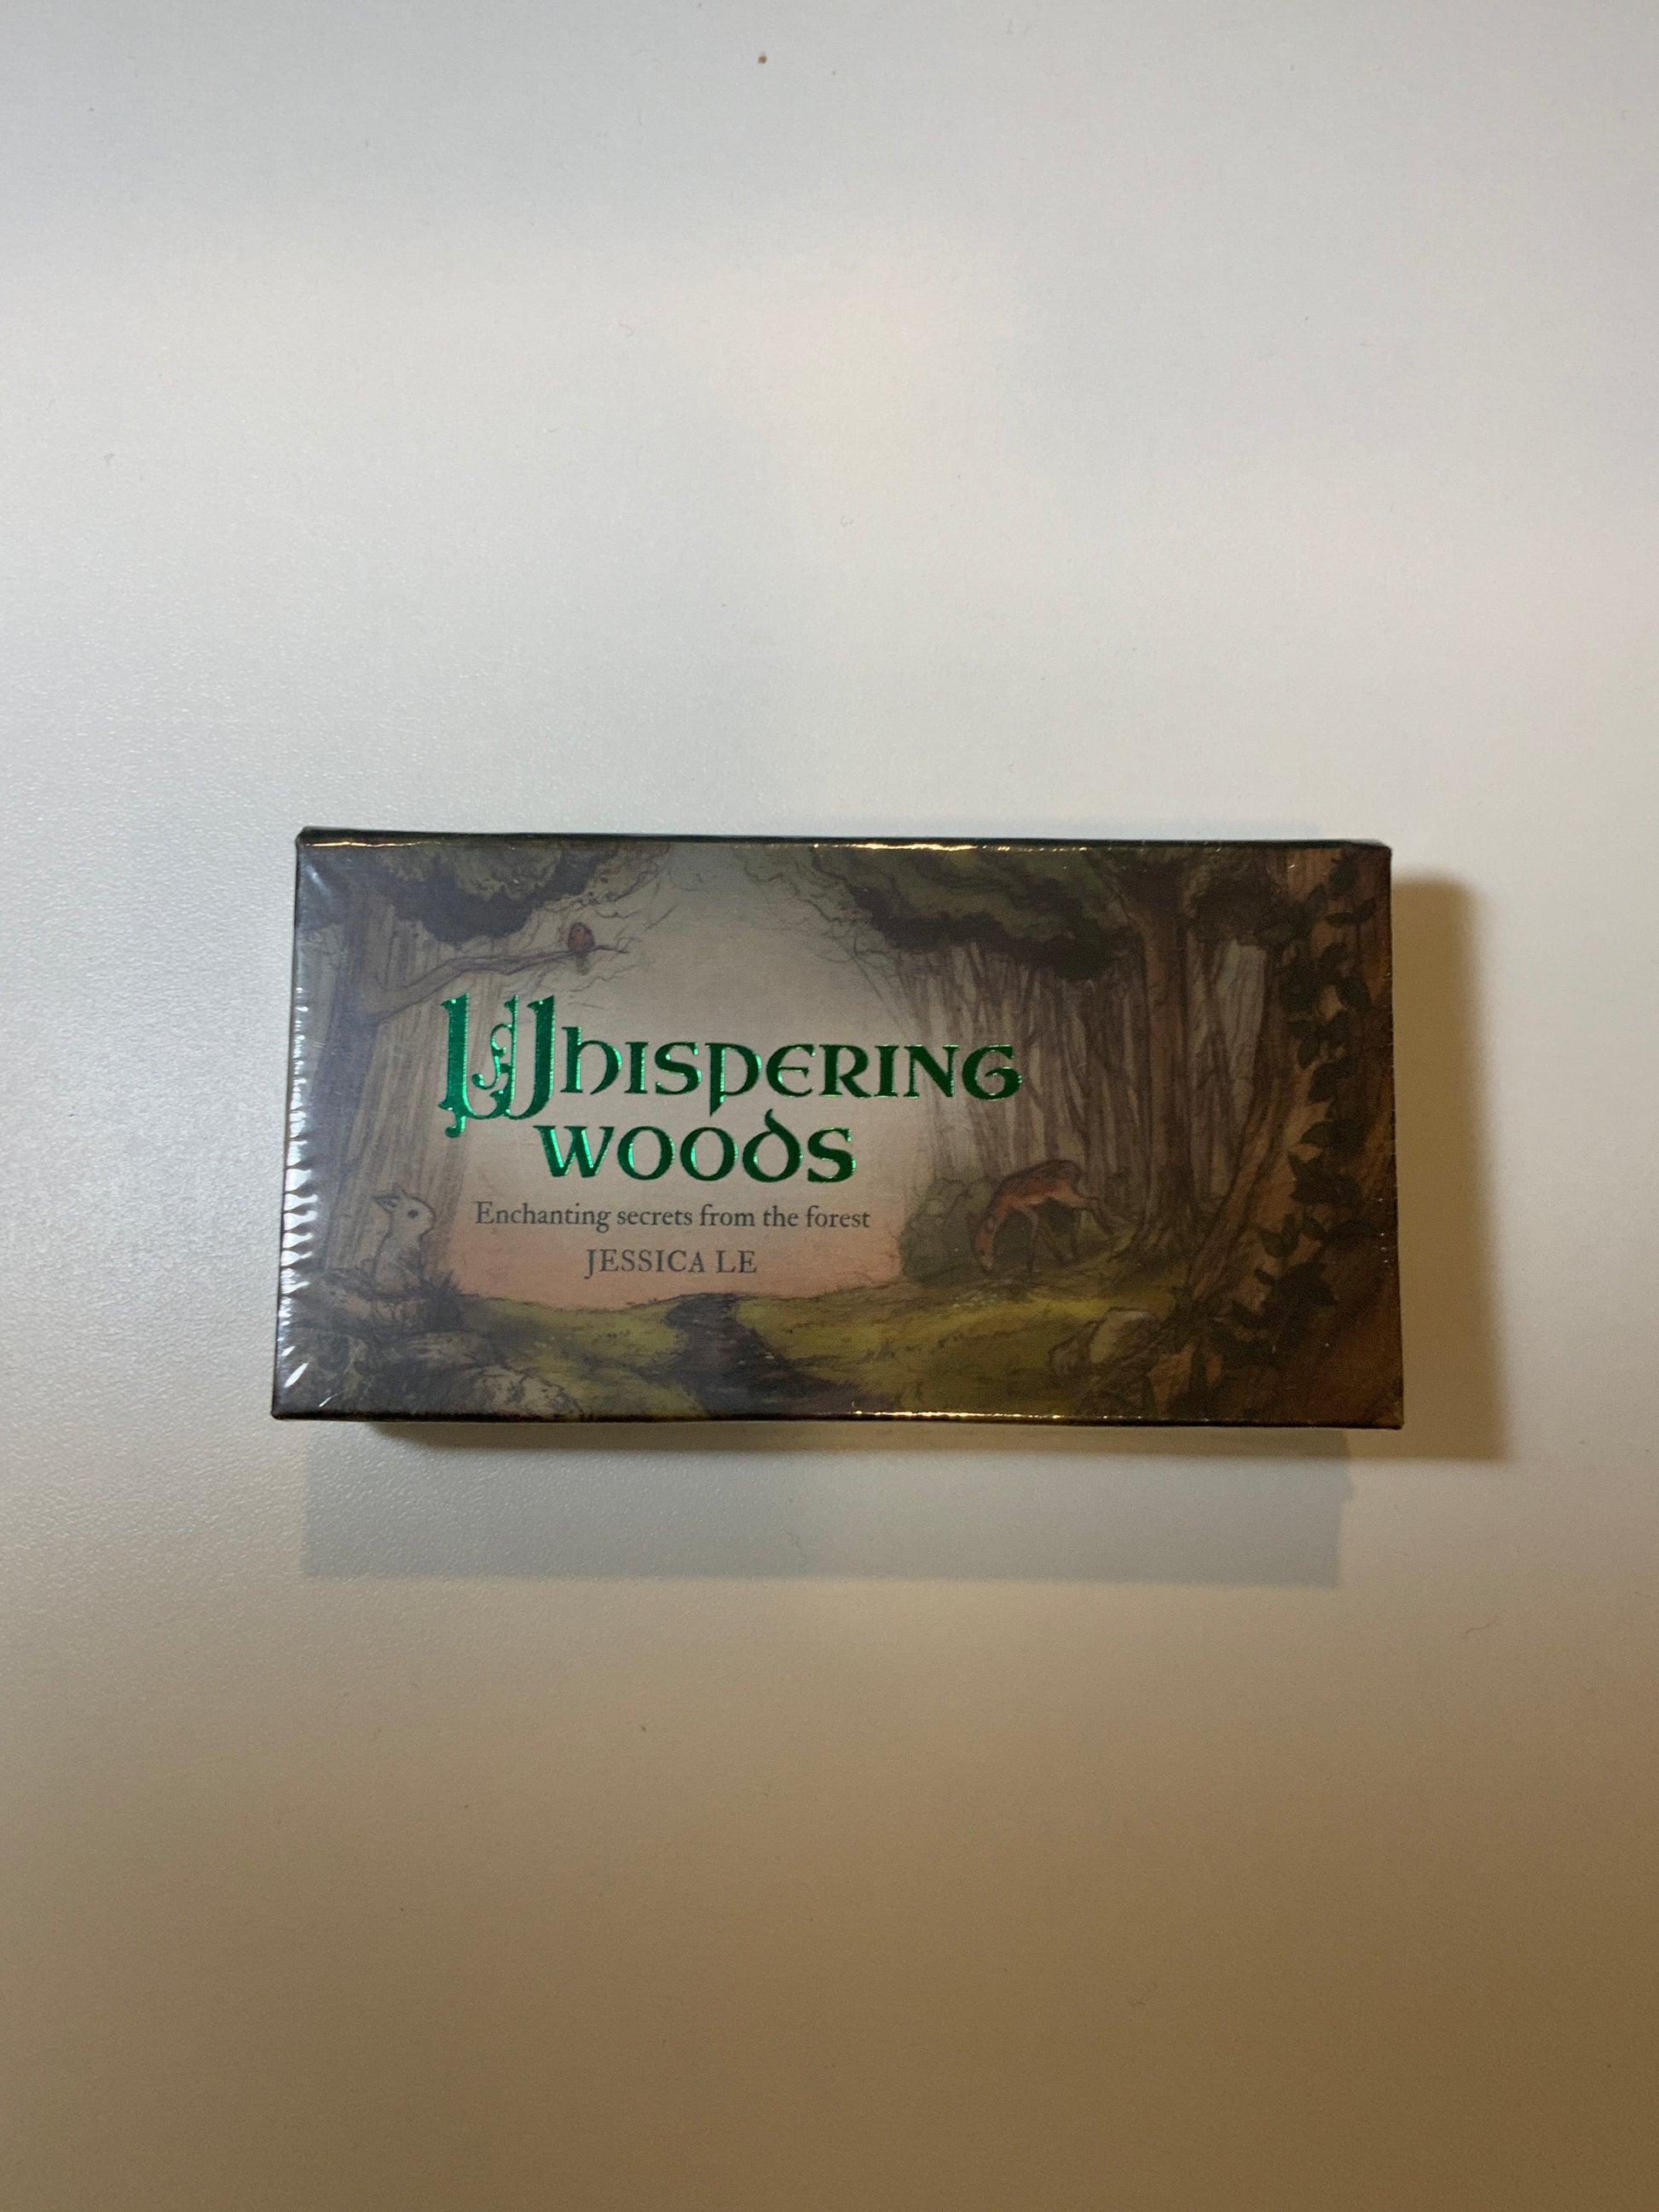 Whispering
woods
Enchanting secrets from the forest
JESSICA LE